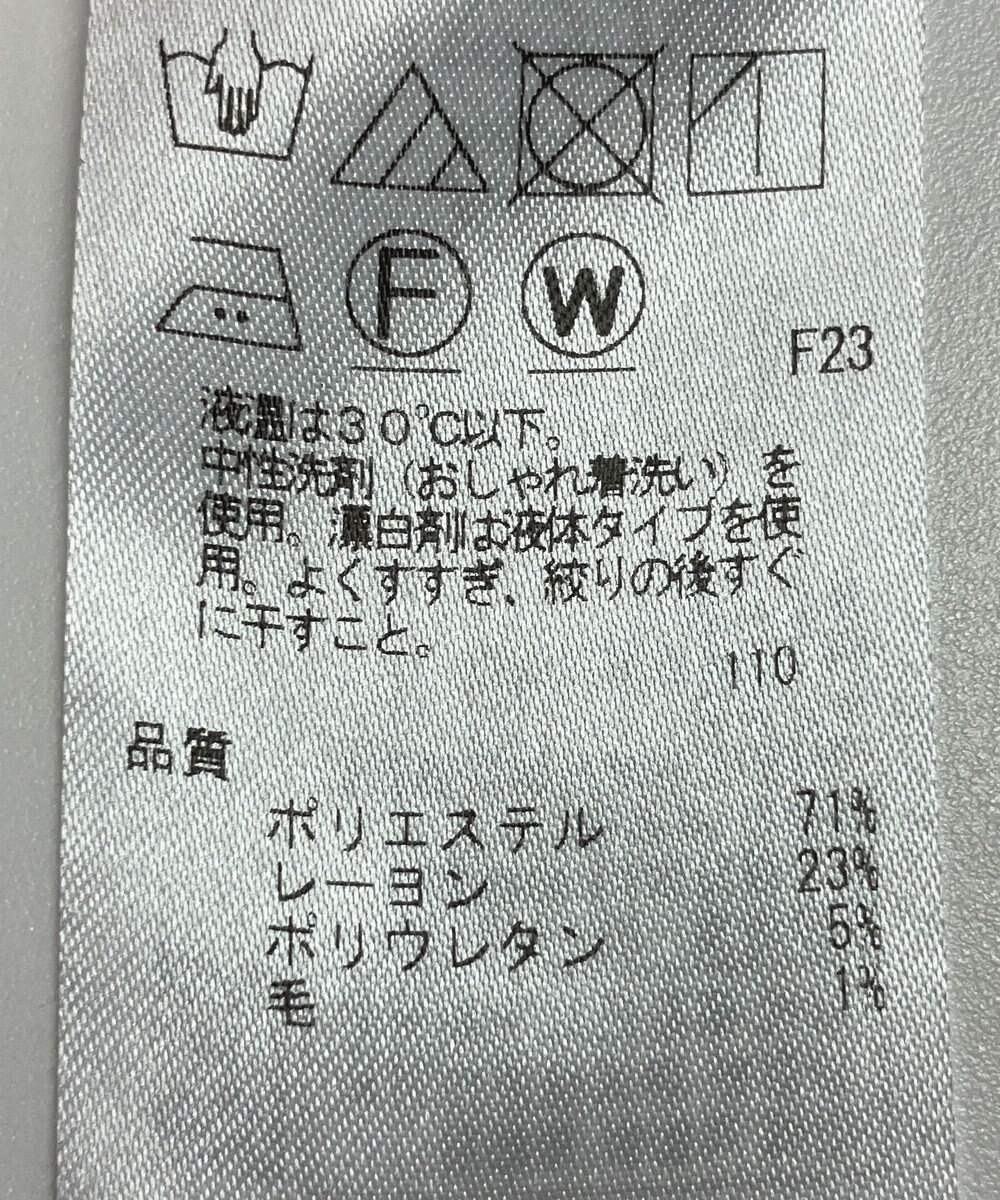 F
W
F23
液温は30℃以下。
中性洗剤（おしゃれ着洗い）を
使用。漂白剤お液体タイプを使
用。よくすすぎ、絞りの後すぐ
に干すこと。
110
品質
ポリエステル 71%
レーヨン 23%
ポリウレタン 5%
毛 1%